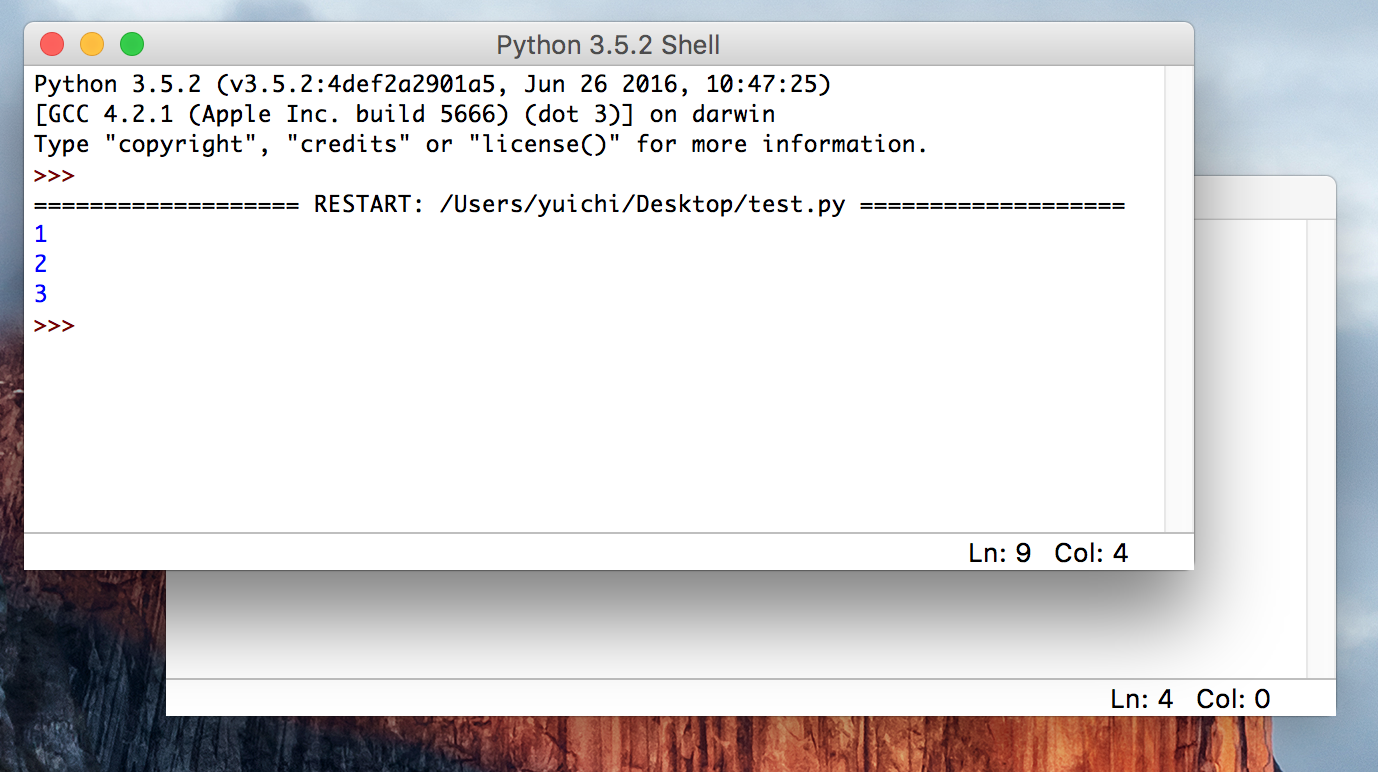 Python 3.5.2 Shell
Python 3.5.2 (v3.5.2:4def2a2901a5, Jun 26 2016, 10:47:25)
[GCC 4.2.1 (Apple Inc. build 5666) (dot 3)] on darwin
Type "copyright", "credits" or "license()" for more information.
>>>
=================== RESTART: /Users/yuichi/Desktop/test.py ===================
1
2
3
>>>
Ln: 9 Col: 4
Ln: 4 Col: 0